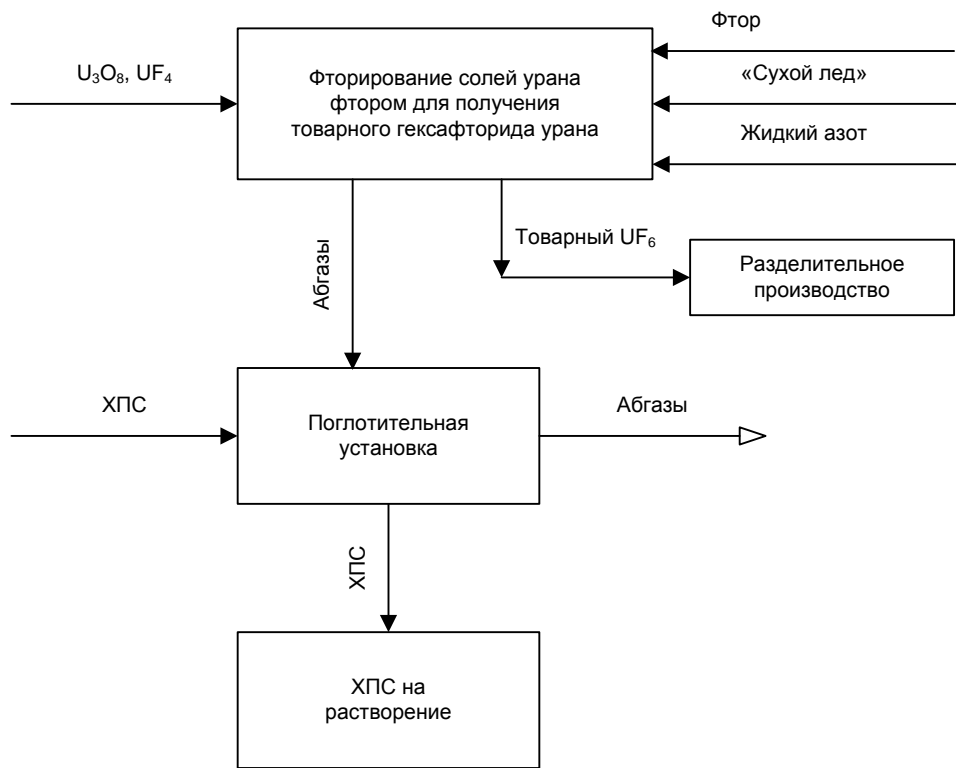 Фтор
U₃O₈, UF₄
Фторирование солей урана
фтором для получения
товарного гексафторида урана
«Сухой лед»
Жидкий азот
Абгазы
Товарный UF₆
Разделительное
производство
ХПС
Поглотительная
установка
Абгазы
ХПС
ХПС на
растворение